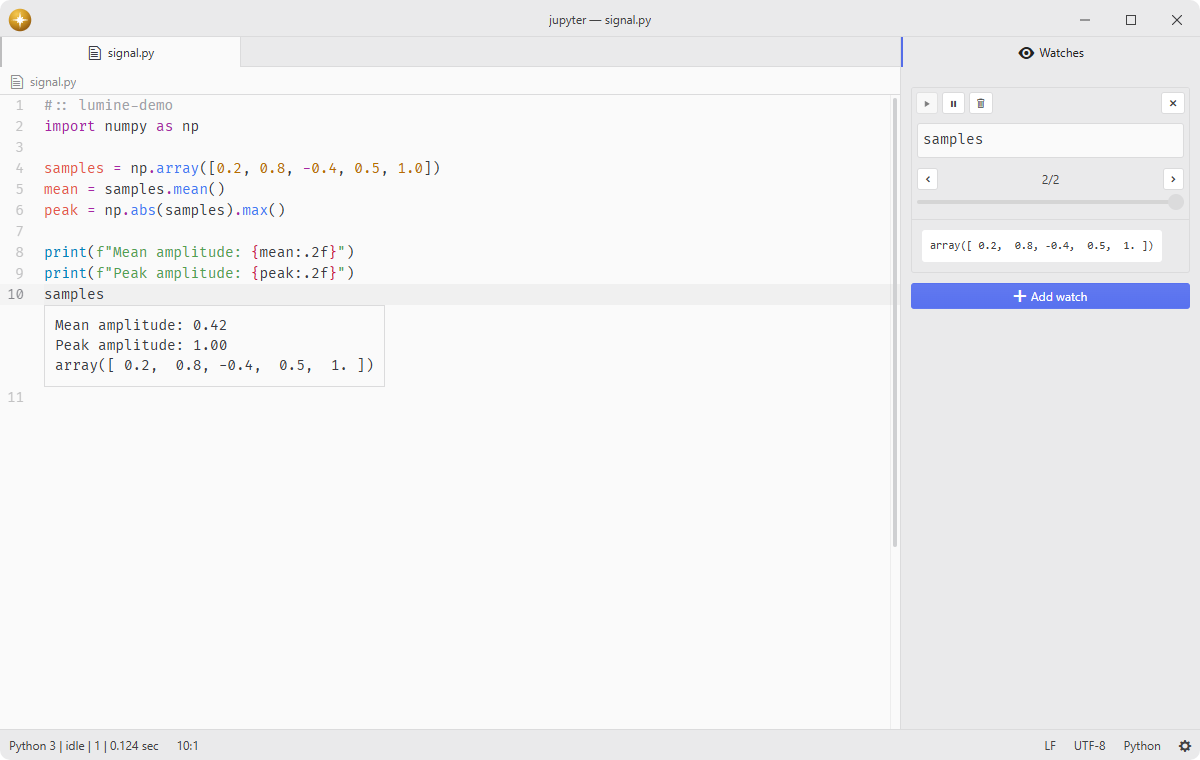 jupyter — signal.py
signal.py
Watches
signal.py
1 #:: lumine-demo
2 import numpy as np
3
4 samples = np.array([0.2, 0.8, -0.4, 0.5, 1.0])
5 mean = samples.mean()
6 peak = np.abs(samples).max()
7
8 print(f"Mean amplitude: {mean:.2f}")
9 print(f"Peak amplitude: {peak:.2f}")
10 samples
Mean amplitude: 0.42
Peak amplitude: 1.00
array([ 0.2,  0.8, -0.4,  0.5,  1. ])
11
samples
2/2
array([ 0.2,  0.8, -0.4,  0.5,  1. ])
Add watch
Python 3 | idle | 1 | 0.124 sec 10:1
LF UTF-8 Python